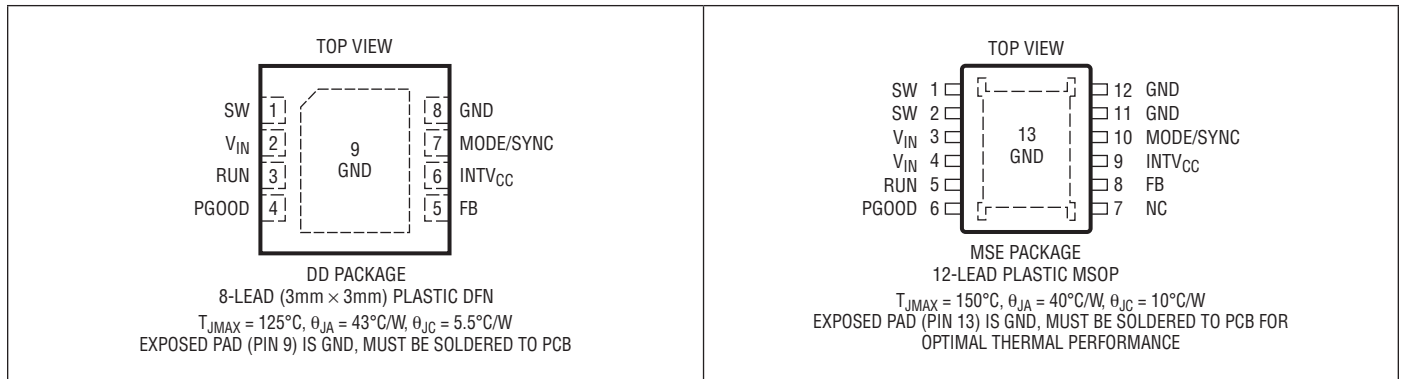 TOP VIEW
SW 1
VIN 2
RUN 3
PGOOD 4
9
GND
8 GND
7 MODE/SYNC
6 INTVCC
5 FB
DD PACKAGE
8-LEAD (3mm × 3mm) PLASTIC DFN
TJMAX = 125°C, θJA = 43°C/W, θJC = 5.5°C/W
EXPOSED PAD (PIN 9) IS GND, MUST BE SOLDERED TO PCB
TOP VIEW
SW 1
SW 2
VIN 3
VIN 4
RUN 5
PGOOD 6
13
GND
12 GND
11 GND
10 MODE/SYNC
9 INTVCC
8 FB
7 NC
MSE PACKAGE
12-LEAD PLASTIC MSOP
TJMAX = 150°C, θJA = 40°C/W, θJC = 10°C/W
EXPOSED PAD (PIN 13) IS GND, MUST BE SOLDERED TO PCB FOR
OPTIMAL THERMAL PERFORMANCE